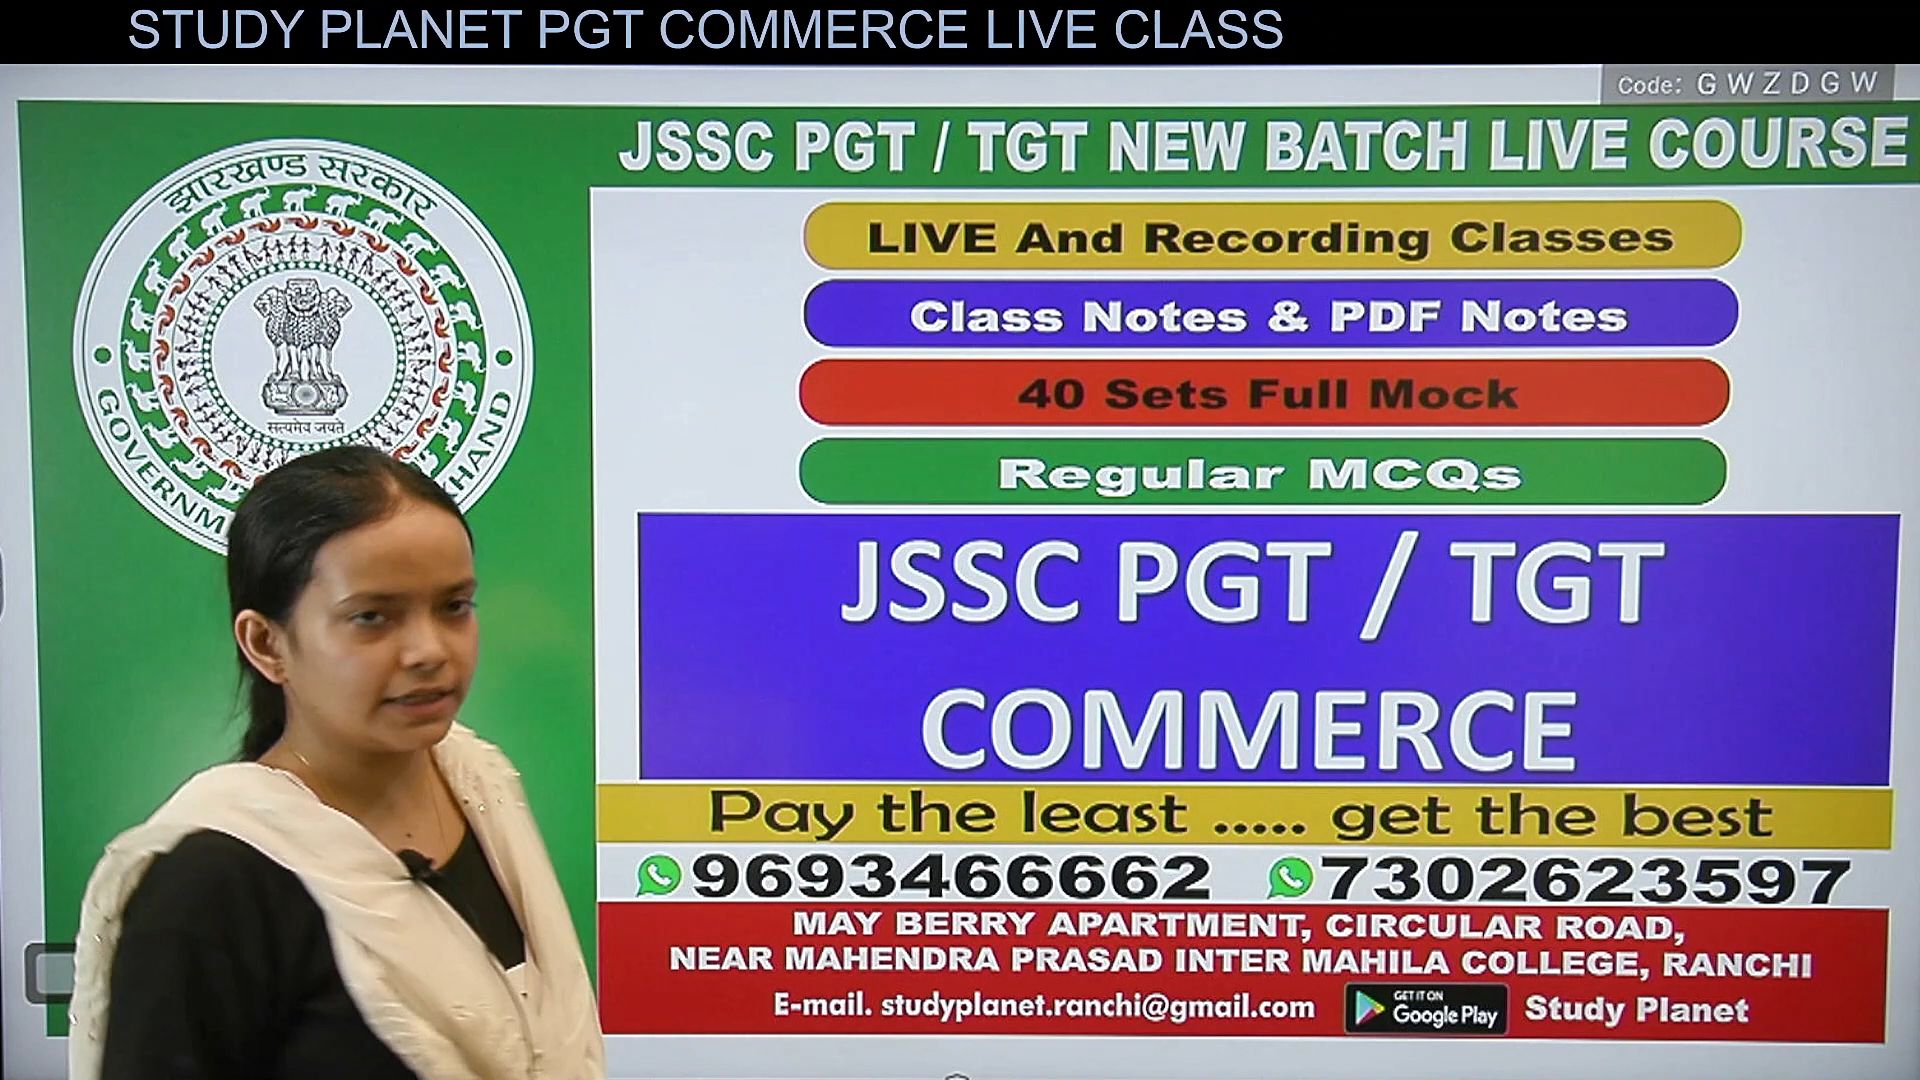 STUDY PLANET PGT COMMERCE LIVE CLASS
Code: G W Z D G W
JSSC PGT / TGT NEW BATCH LIVE COURSE
झारखण्ड सरकार
सत्यमेव जयते
LIVE And Recording Classes
Class Notes & PDF Notes
40 Sets Full Mock
Regular MCQs
JSSC PGT / TGT
COMMERCE
Pay the least ..... get the best
9693466662 7302623597
MAY BERRY APARTMENT, CIRCULAR ROAD,
NEAR MAHENDRA PRASAD INTER MAHILA COLLEGE, RANCHI
E-mail. studyplanet.ranchi@gmail.com GET IT ON Google Play Study Planet